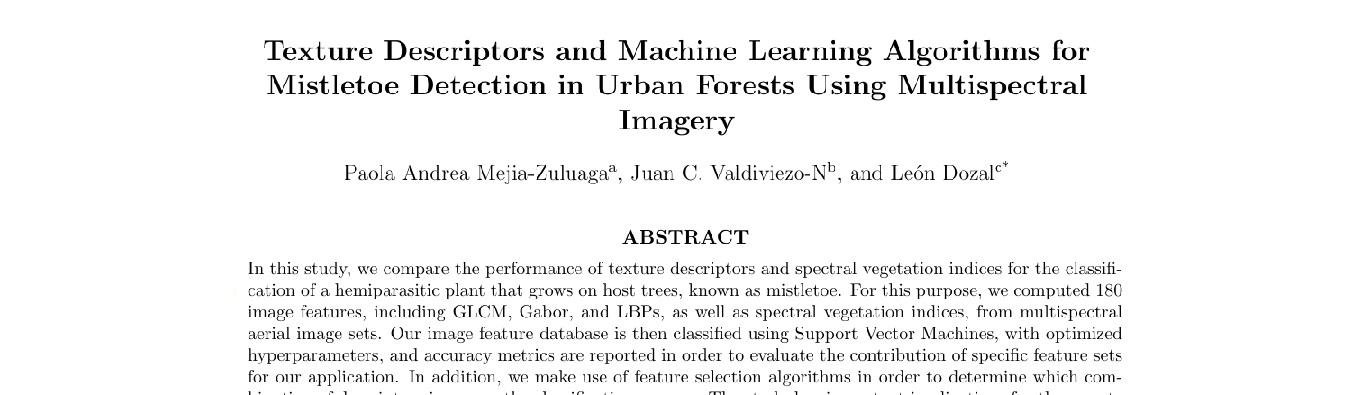 Texture Descriptors and Machine Learning Algorithms for
Mistletoe Detection in Urban Forests Using Multispectral
Imagery
Paola Andrea Mejia-Zuluagaᵃ, Juan C. Valdiviezo-Nᵇ, and León Dozalᶜ*
ABSTRACT
In this study, we compare the performance of texture descriptors and spectral vegetation indices for the classifi-
cation of a hemiparasitic plant that grows on host trees, known as mistletoe. For this purpose, we computed 180
image features, including GLCM, Gabor, and LBPs, as well as spectral vegetation indices, from multispectral
aerial image sets. Our image feature database is then classified using Support Vector Machines, with optimized
hyperparameters, and accuracy metrics are reported in order to evaluate the contribution of specific feature sets
for our application. In addition, we make use of feature selection algorithms in order to determine which com-